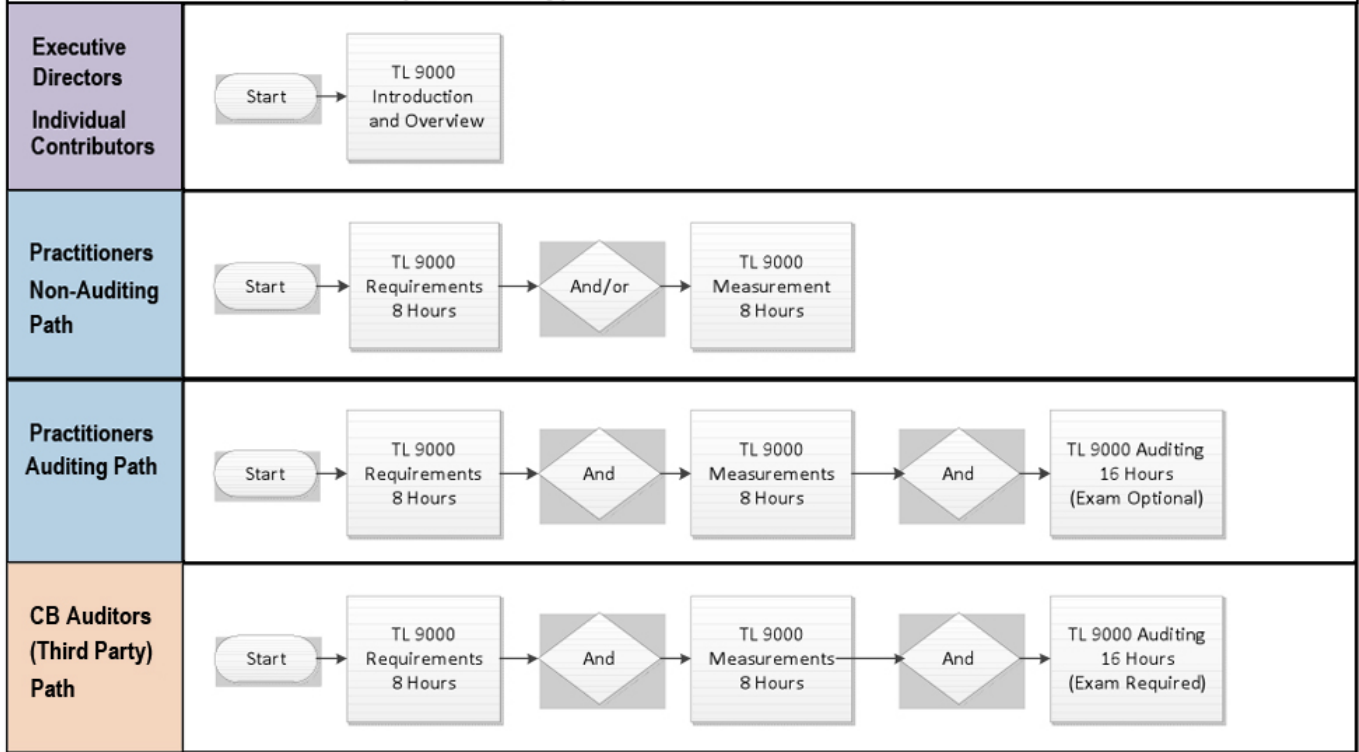 Executive
Directors
Individual
Contributors
Start
TL 9000
Introduction
and Overview
Practitioners
Non-Auditing
Path
Start
TL 9000
Requirements
8 Hours
And/or
TL 9000
Measurement
8 Hours
Practitioners
Auditing Path
Start
TL 9000
Requirements
8 Hours
And
TL 9000
Measurements
8 Hours
And
TL 9000 Auditing
16 Hours
(Exam Optional)
CB Auditors
(Third Party)
Path
Start
TL 9000
Requirements
8 Hours
And
TL 9000
Measurements
8 Hours
And
TL 9000 Auditing
16 Hours
(Exam Required)